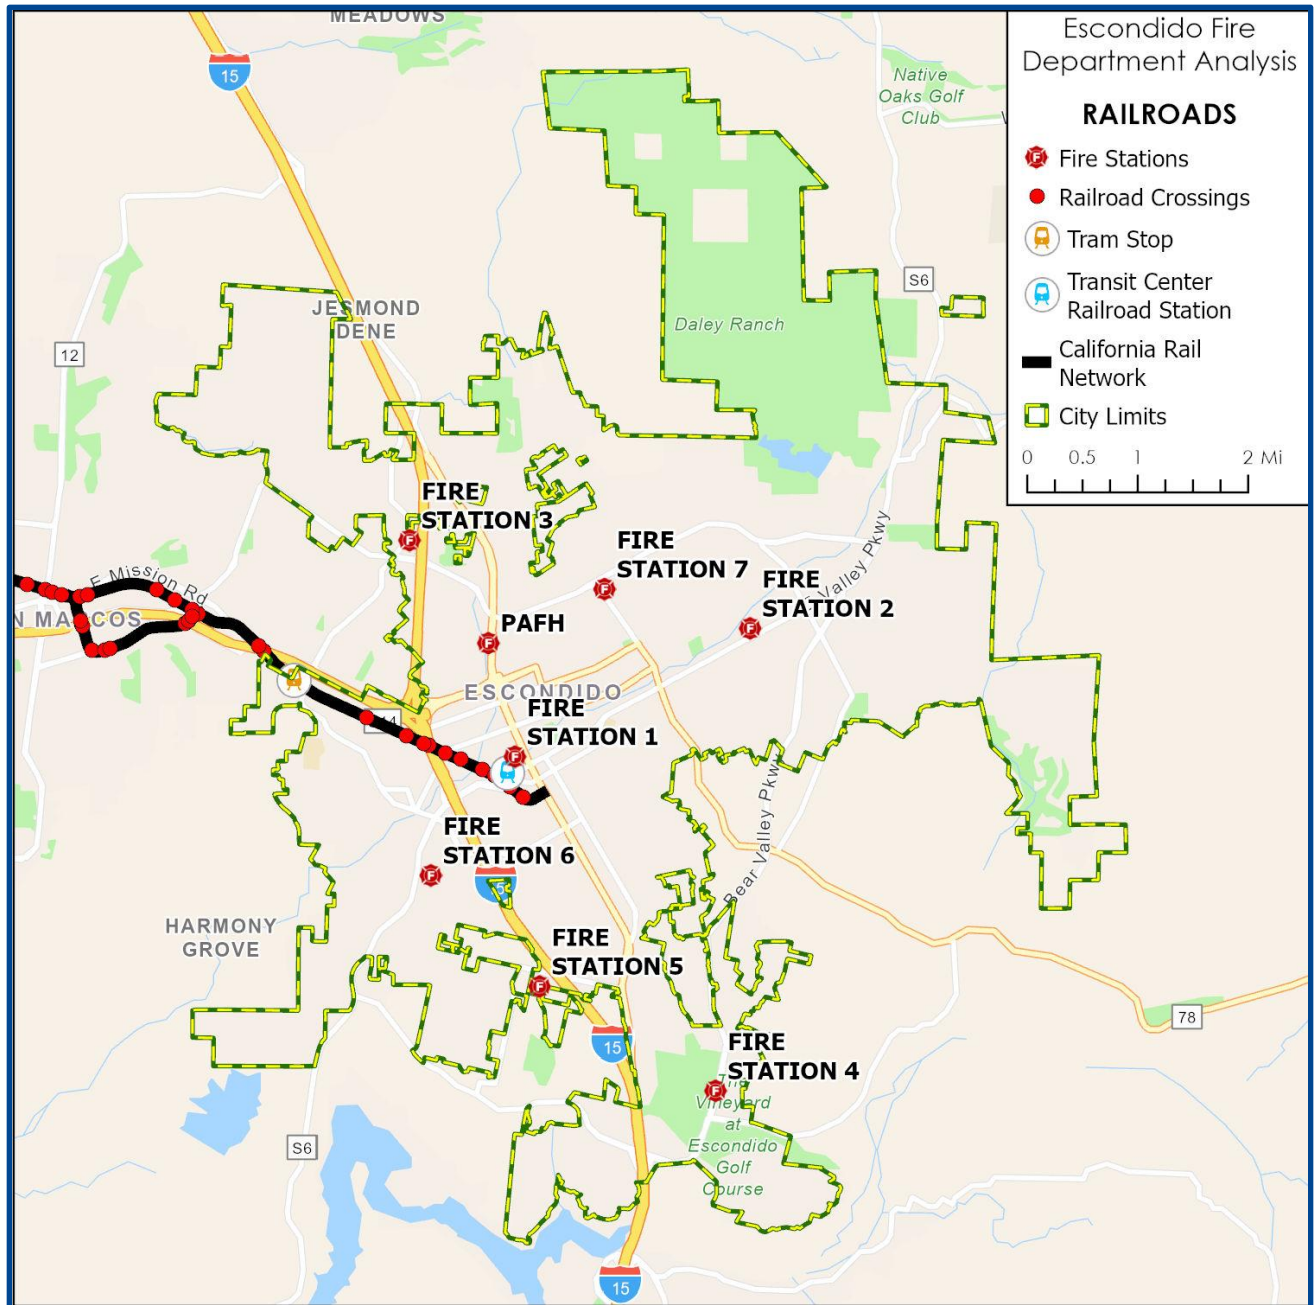 MEADOWS
15
Native
Oaks Golf
Club
Escondido Fire
Department Analysis
RAILROADS
Fire Stations
Railroad Crossings
Tram Stop
Transit Center
Railroad Station
California Rail
Network
City Limits
0 0.5 1 2 Mi
S6
JESMOND
DENE
Daley Ranch
12
FIRE
STATION 3
FIRE
STATION 7
FIRE
STATION 2
Valley Pkwy
E Mission Rd
N MARCOS
PAFH
ESCONDIDO
FIRE
STATION 1
14
FIRE
STATION 6
5
Bear Valley Pkwy
HARMONY
GROVE
FIRE
STATION 5
15
78
FIRE
STATION 4
The
Vineyard
at
Escondido
Golf
Course
S6
15